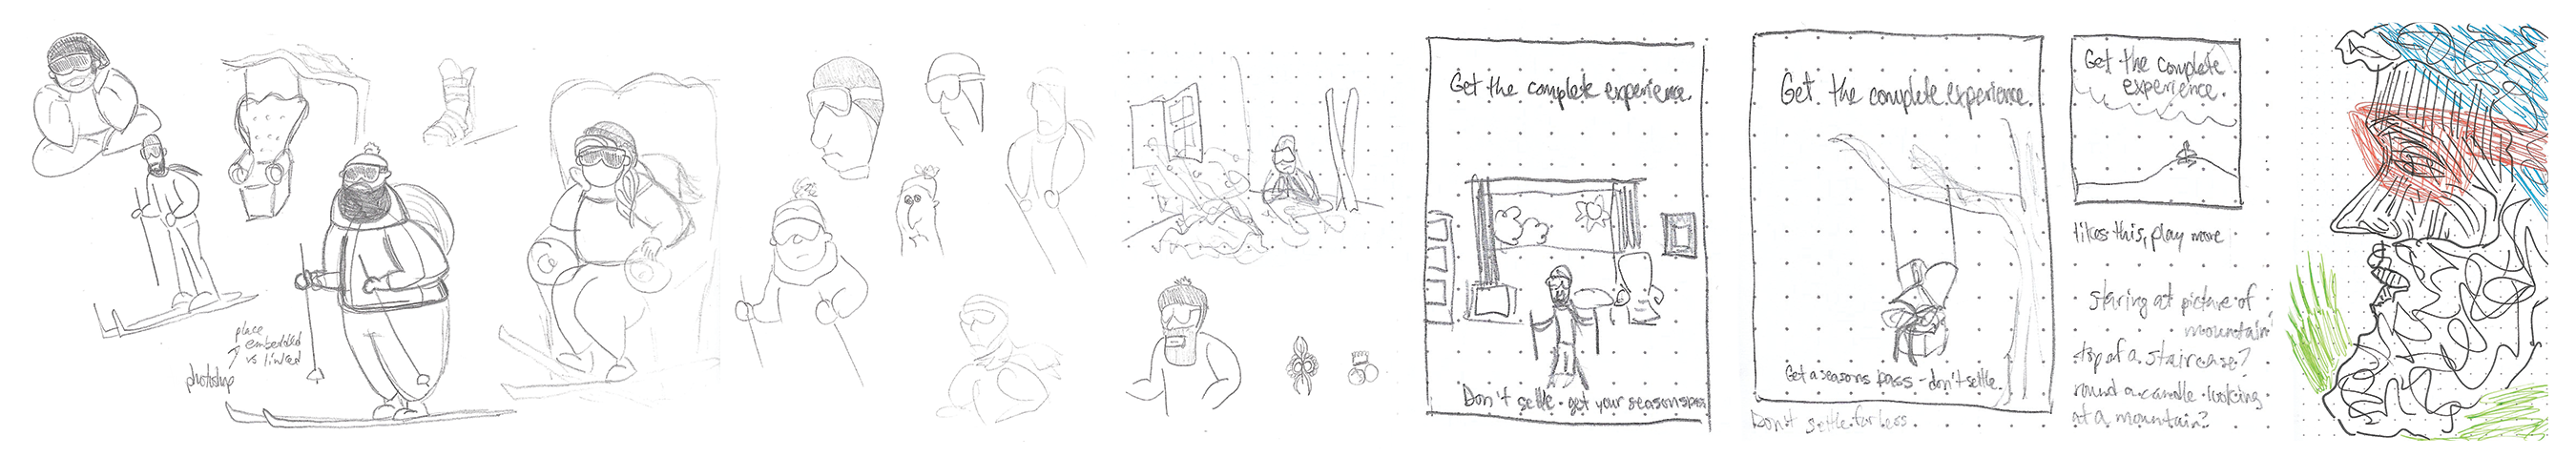 place
embedded
vs linked
photoshop
Get the complete experience.
Don't settle - get your seasons pass
Get the complete experience.
Get a seasons pass - don't settle.
Don't settle for less.
Get the complete
experience.
likes this, play more
staring at picture of
mountain
top of a staircase?
round a candle looking
at a mountain?